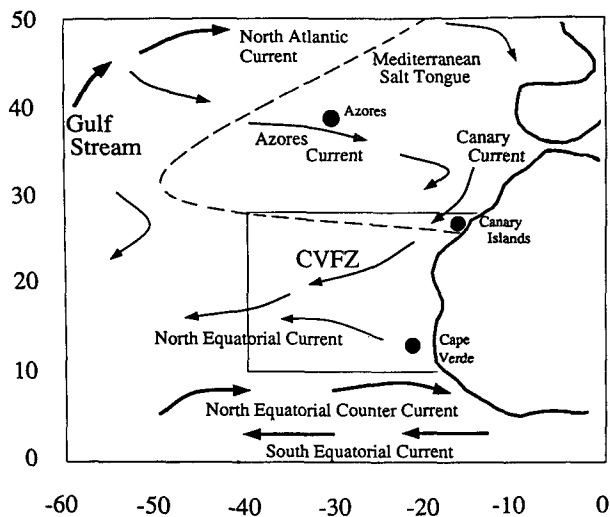 50
North Atlantic
Current
Mediterranean
Salt Tongue
40
Azores
Gulf
Stream
Azores
Current
Canary
Current
30
Canary
Islands
CVFZ
20
North Equatorial Current
Cape
Verde
10
North Equatorial Counter Current
South Equatorial Current
0
-60
-50
-40
-30
-20
-10
0